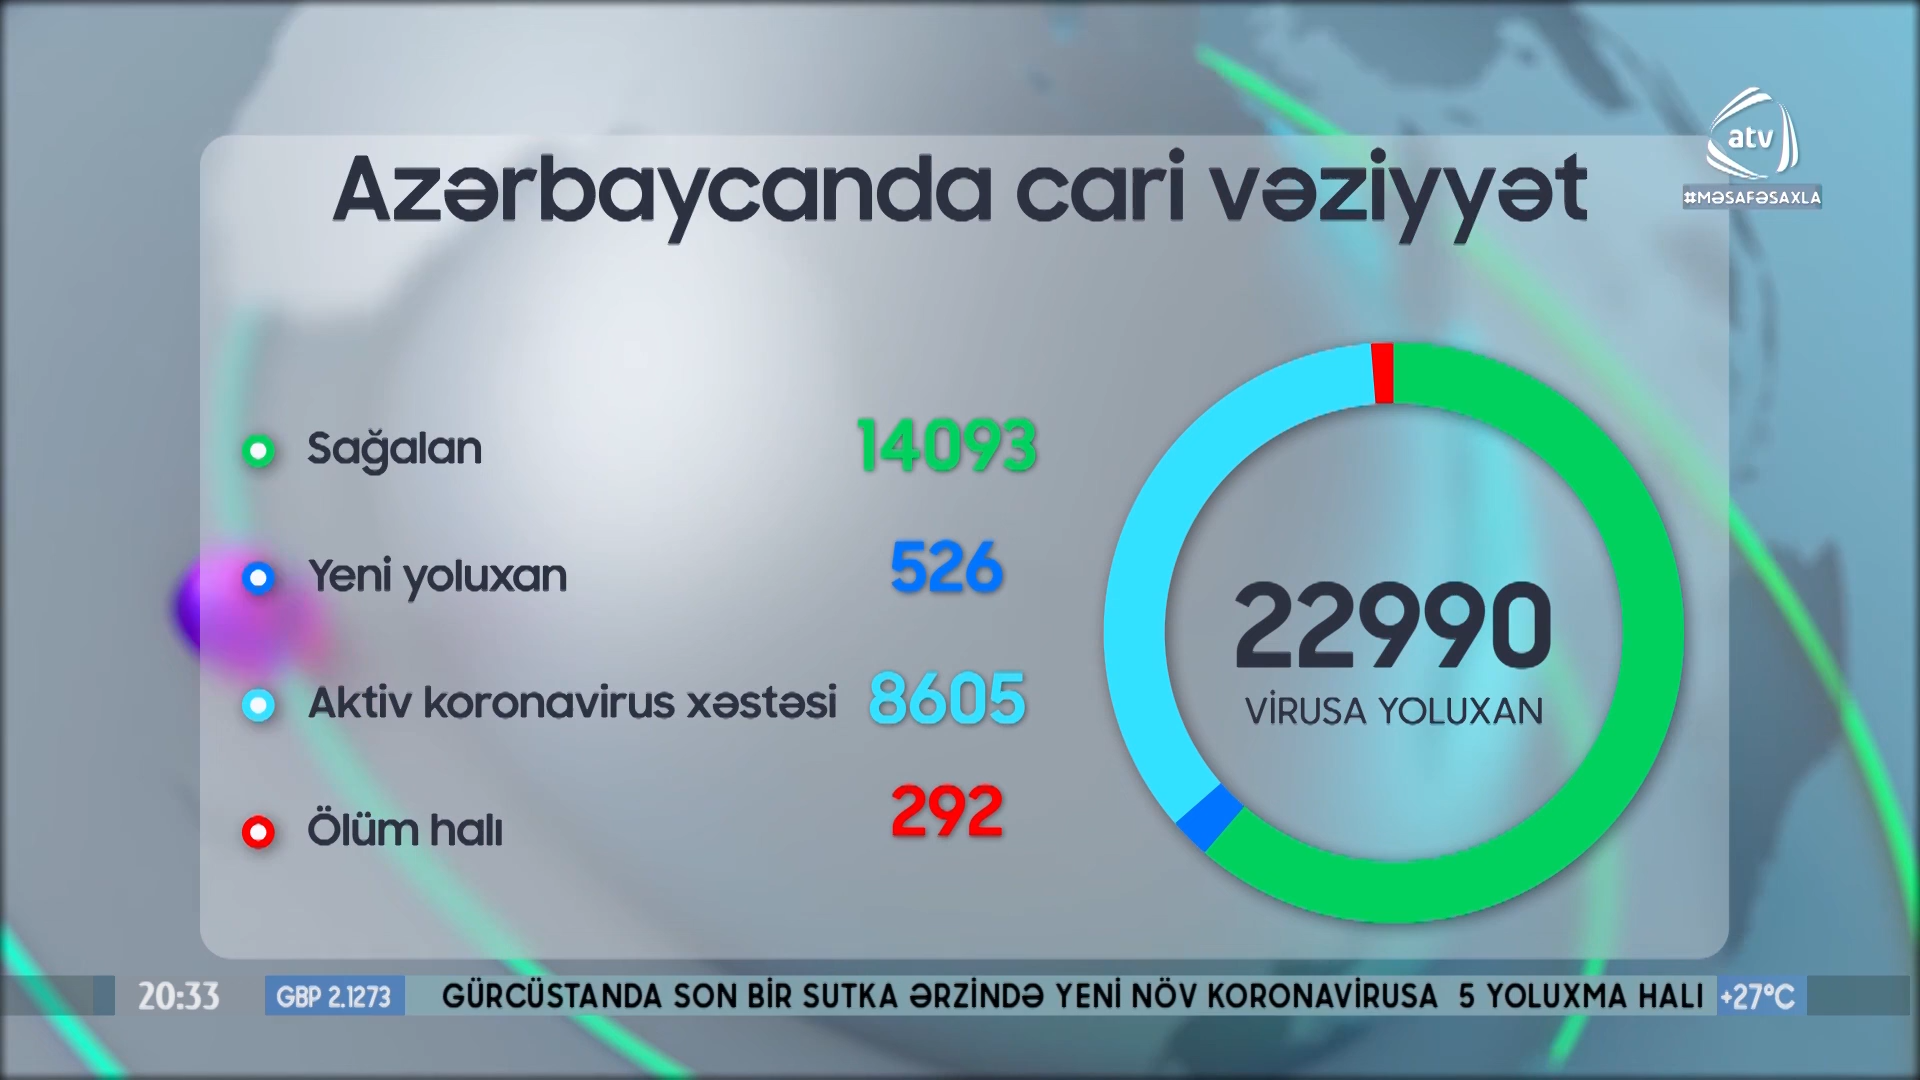 atv
#MƏSAFƏSAXLA
Azərbaycanda cari vəziyyət
Sağalan 14093
Yeni yoluxan 526
Aktiv koronavirus xəstəsi 8605
Ölüm halı 292
22990
VİRUSA YOLUXAN
20:33 GBP 2.1273 GÜRCÜSTANDA SON BİR SUTKA ƏRZİNDƏ YENİ NÖV KORONAVİRUSA 5 YOLUXMA HALI +27°C